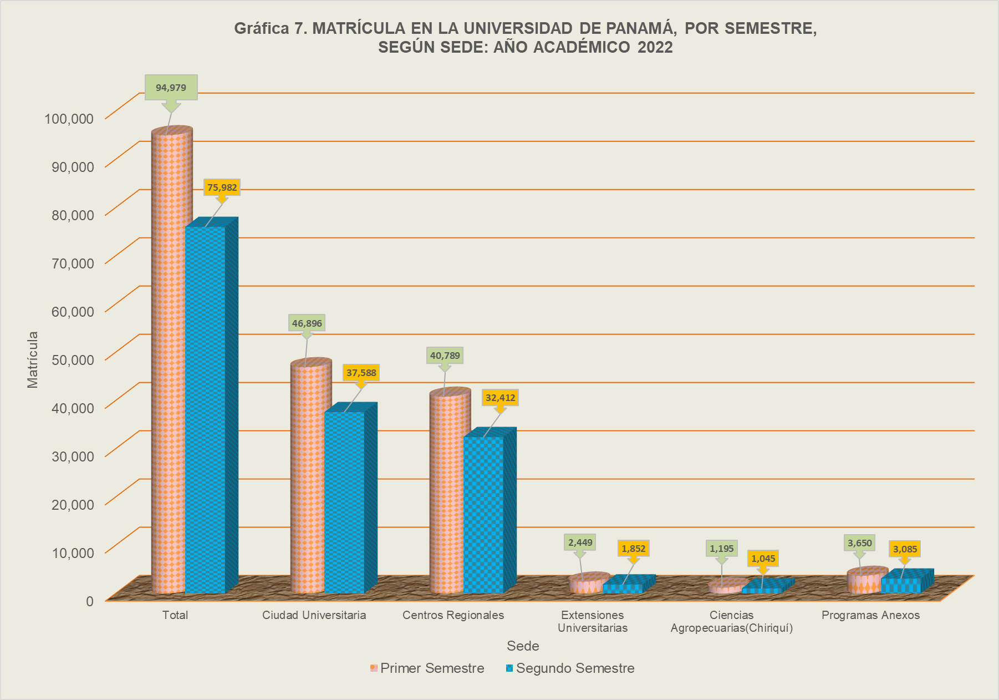 Gráfica 7. MATRÍCULA EN LA UNIVERSIDAD DE PANAMÁ, POR SEMESTRE,
SEGÚN SEDE: AÑO ACADÉMICO 2022
94,979
100,000
90,000
75,982
80,000
70,000
60,000
46,896
50,000
40,789
37,588
32,412
40,000
30,000
20,000
10,000
2,449
1,852
1,195
1,045
3,650
3,085
0
Matrícula
Total
Ciudad Universitaria
Centros Regionales
Extensiones
Universitarias
Ciencias
Agropecuarias(Chiriquí)
Programas Anexos
Sede
Primer Semestre
Segundo Semestre